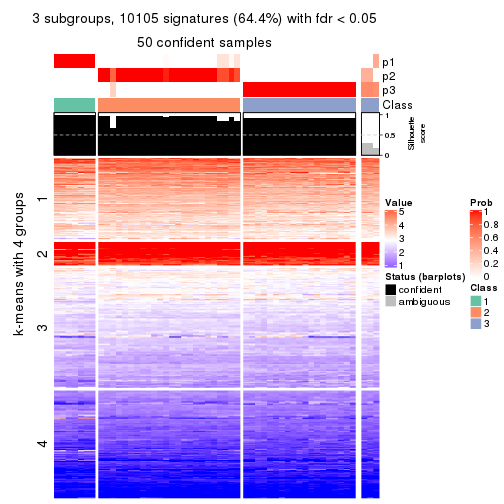 3 subgroups, 10105 signatures (64.4%) with fdr < 0.05
50 confident samples
p1
p2
p3
Class
1
0.5
0
Silhouette
score
k-means with 4 groups
1
2
3
4
Value
5
4
3
2
1
Status (barplots)
confident
ambiguous
Prob
1
0.8
0.6
0.4
0.2
0
Class
1
2
3